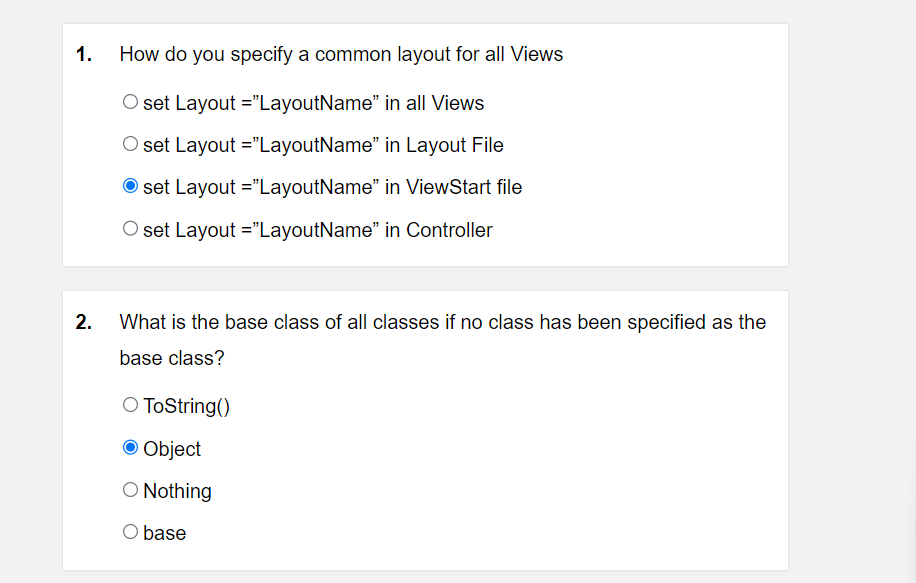 1. How do you specify a common layout for all Views
set Layout =”LayoutName” in all Views
set Layout =”LayoutName” in Layout File
set Layout =”LayoutName” in ViewStart file
set Layout =”LayoutName” in Controller
2. What is the base class of all classes if no class has been specified as the
base class?
ToString()
Object
Nothing
base